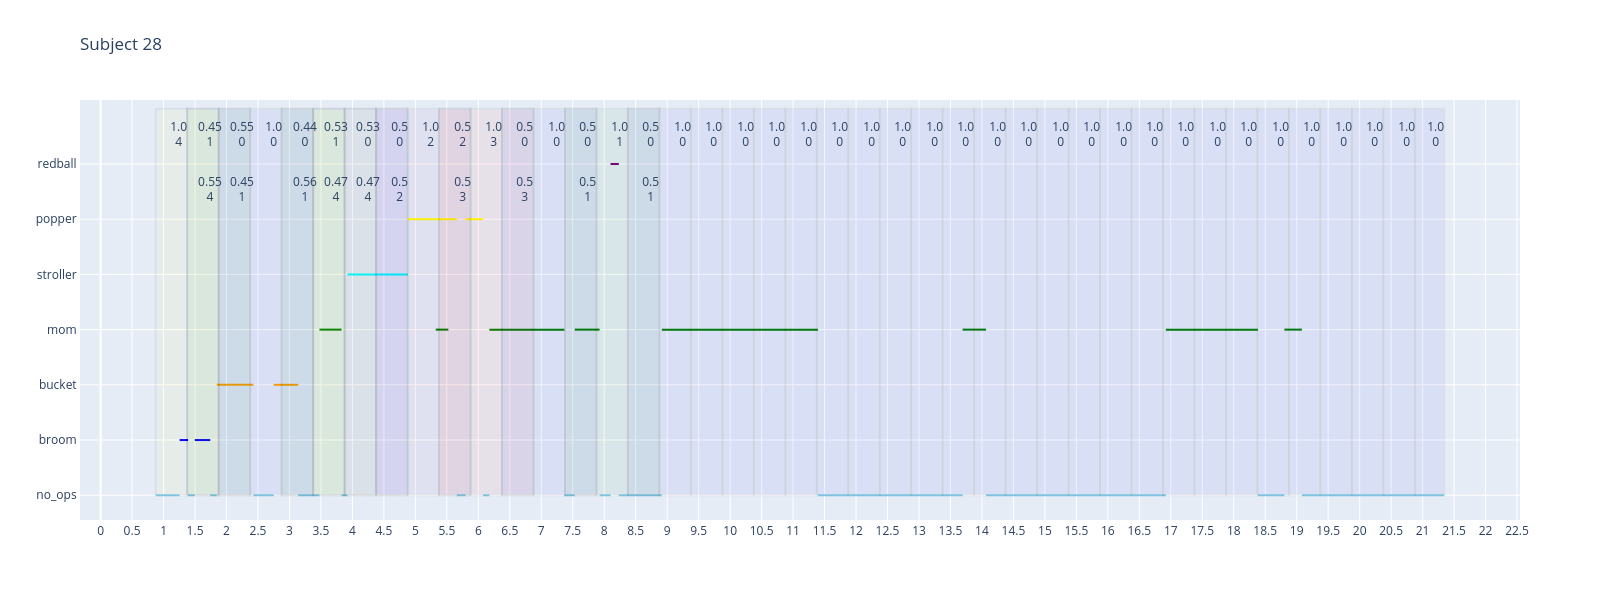 Subject 28
1.0 0.45 0.55 1.0 0.44 0.53 0.53 0.5 1.0 0.5 1.0 0.5 1.0 0.5 1.0 0.5 1.0 1.0 1.0 1.0 1.0 1.0 1.0 1.0 1.0 1.0 1.0 1.0 1.0 1.0 1.0 1.0 1.0 1.0 1.0 1.0 1.0 1.0 1.0 1.0 1.0
4 1 0 0 0 1 0 0 2 2 3 0 0 0 1 0 0 0 0 0 0 0 0 0 0 0 0 0 0 0 0 0 0 0 0 0 0 0 0 0 0
redball
0.55 0.45 0.56 0.47 0.47 0.5 0.5 0.5 0.5 0.5
4 1 1 4 4 2 3 3 1 1
popper
stroller
mom
bucket
broom
no_ops
0 0.5 1 1.5 2 2.5 3 3.5 4 4.5 5 5.5 6 6.5 7 7.5 8 8.5 9 9.5 10 10.5 11 11.5 12 12.5 13 13.5 14 14.5 15 15.5 16 16.5 17 17.5 18 18.5 19 19.5 20 20.5 21 21.5 22 22.5